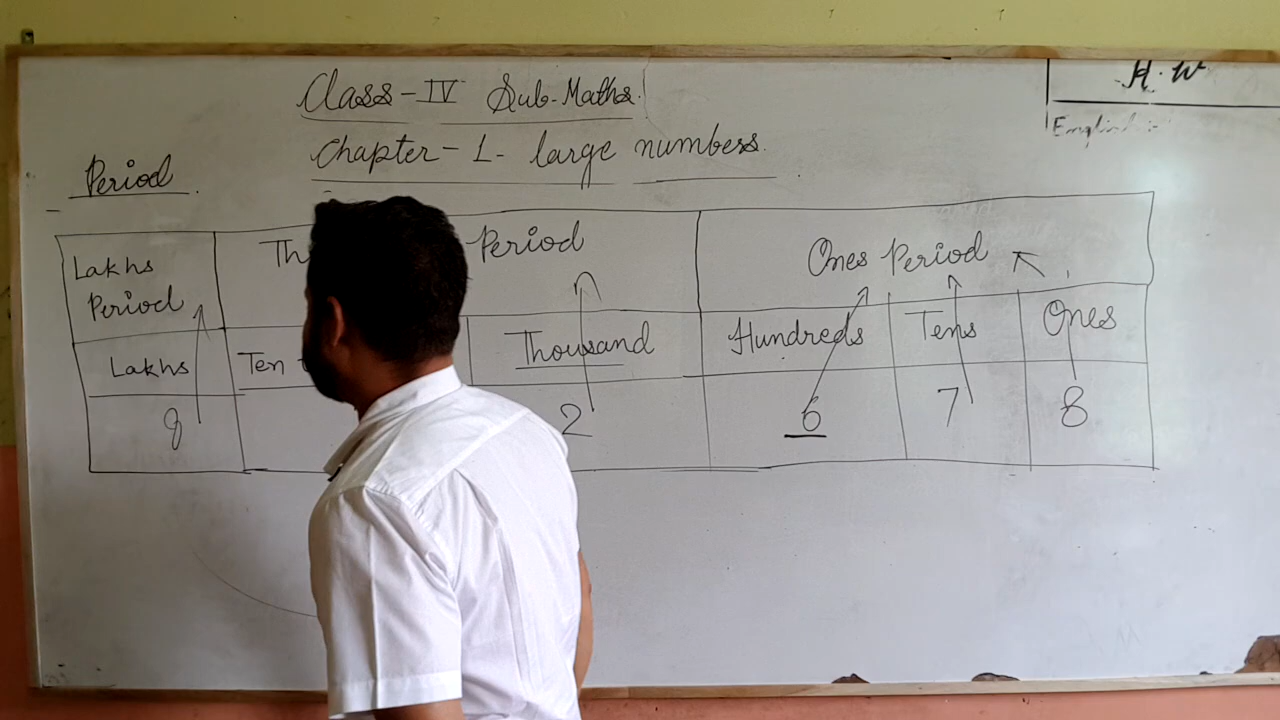 H.W
Class-IV Sub-Maths.
Chapter-1- large numbers.
Period
Lakhs Period
Period
Ones Period
Lakhs
Ten
Thousand
Hundreds
Tens
Ones
8
2
6
7
8